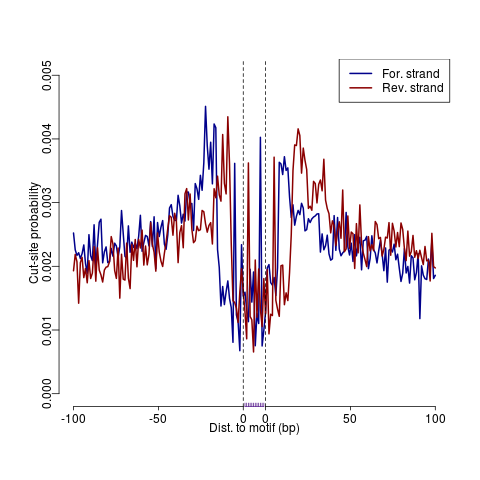 For. strand
Rev. strand
Cut-site probability
0.005
0.004
0.003
0.002
0.001
0.000
-100 -50 0 0 50 100
Dist. to motif (bp)